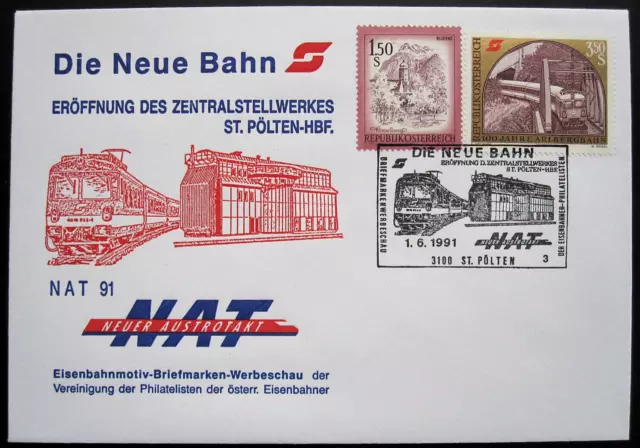 Die Neue Bahn
ERÖFFNUNG DES ZENTRALSTELLWERKES
ST. PÖLTEN-HBF.
NAT 91
NAT
NEUER AUSTROTAKT
Eisenbahnmotiv-Briefmarken-Werbeschau der
Vereinigung der Philatelisten der österr. Eisenbahner
1.50
S
BLUDENZ
REPUBLIK ÖSTERREICH
3.50
S
REPUBLIK ÖSTERREICH
100 JAHRE ARLBERGBAHN
DIE NEUE BAHN
ERÖFFNUNG D. ZENTRALSTELLWERKES
ST. PÖLTEN-HBF.
BRIEFMARKENWERBESCHAU
DER EISENBAHNER-PHILATELISTEN
1.6.1991
NAT
3100 ST. PÖLTEN
3